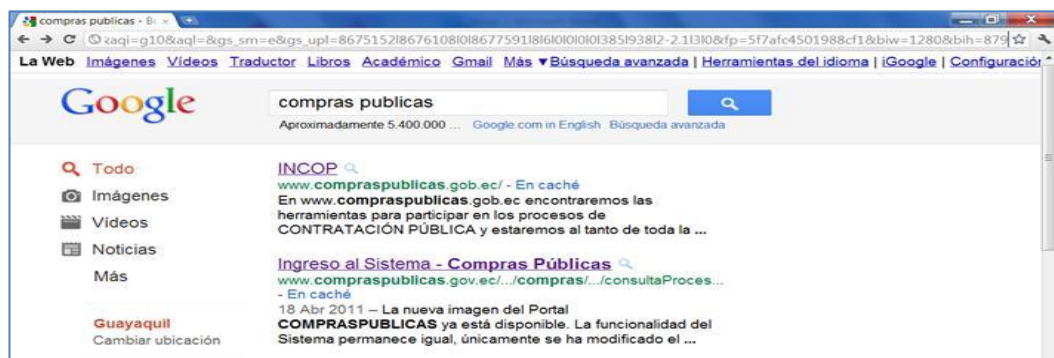 compras publicas - Bu
zaqi=g10&aql=&gs_sm=e&gs_upl=8675152l8676108l0l8677591l8l6l0l0l0l0l385l938l2-2.1l3l0&fp=5f7afc4501988cf1&biw=1280&bih=879
La Web Imágenes Vídeos Traductor Libros Académico Gmail Más ▼ Búsqueda avanzada | Herramientas del idioma | iGoogle | Configuración
Google compras publicas
Aproximadamente 5.400.000 ... Google.com in English Búsqueda avanzada
Todo
Imágenes
Vídeos
Noticias
Más
Guayaquil
Cambiar ubicación
INCOP
www.compraspublicas.gob.ec/ - En caché
En www.compraspublicas.gob.ec encontraremos las
herramientas para participar en los procesos de
CONTRATACIÓN PÚBLICA y estaremos al tanto de toda la ...
Ingreso al Sistema - Compras Públicas
www.compraspublicas.gov.ec/.../compras/.../consultaProces...
- En caché
18 Abr 2011 – La nueva imagen del Portal
COMPRASPUBLICAS ya está disponible. La funcionalidad del
Sistema permanece igual, únicamente se ha modificado el ...